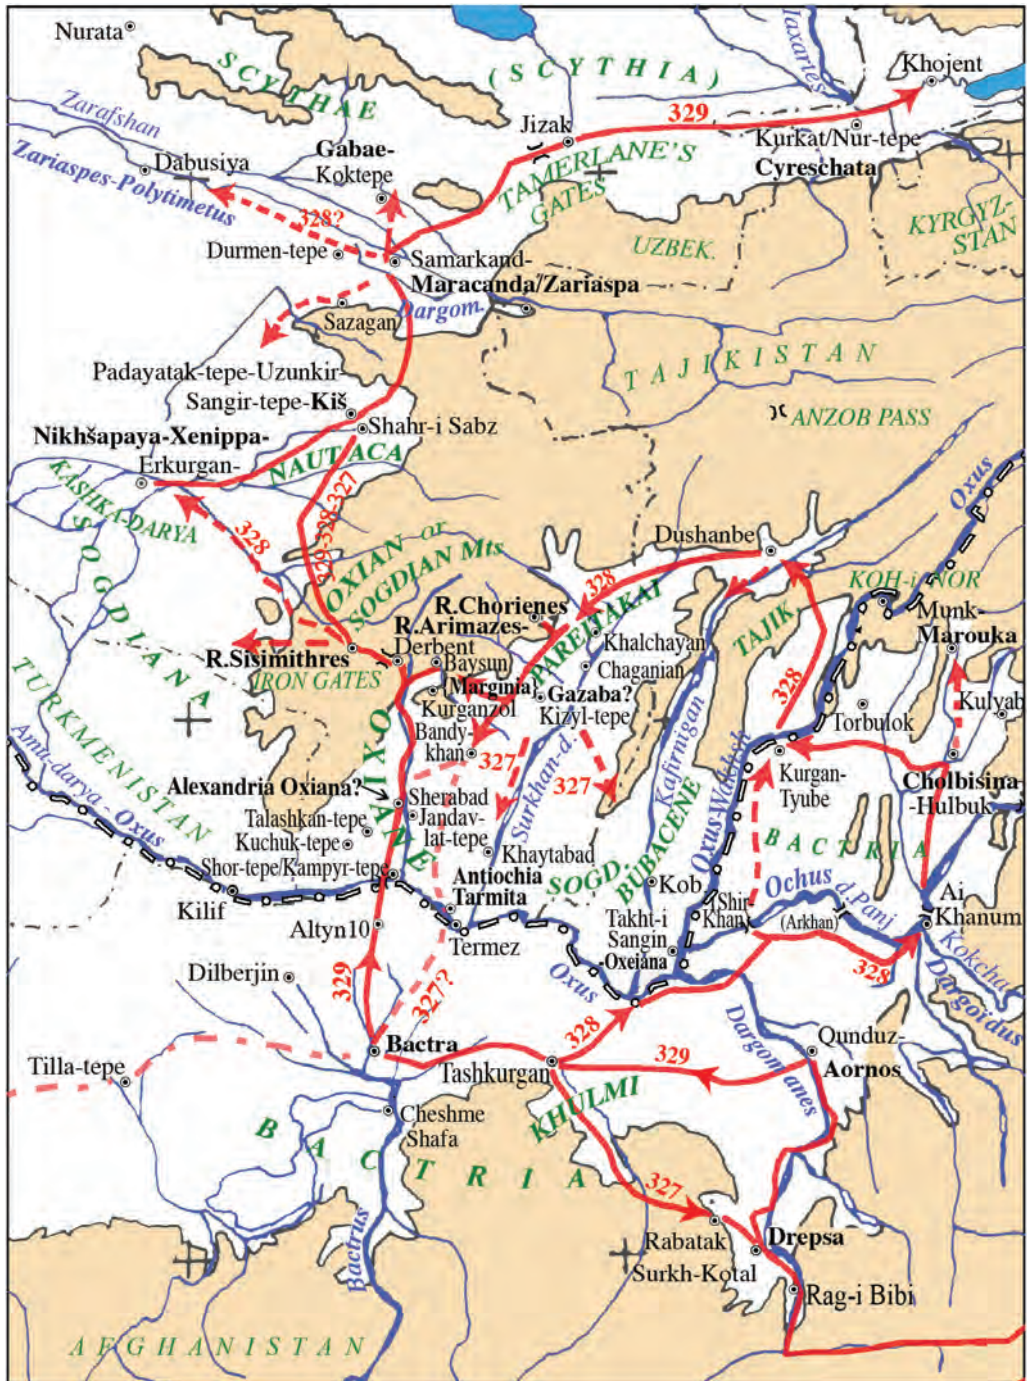 Nurata
SCYTHAE
(SCYTHIA)
Iaxartes
Khojent
Zarafshan
Zariaspes-Polytimetus
Dabusiya
Gabae-
Koktepe
Jizak
329
Kurkat/Nur-tepe
Cyreschata
TAMERLANE'S
GATES
UZBEK.
KYRGYZ-
STAN
328?
Durmen-tepe
Samarkand-
Maracanda/Zariaspa
Dargom.
Sazagan
TAJIKISTAN
Padayatak-tepe-Uzunkir-
Sangir-tepe-Kiš
Shahr-i Sabz
ANZOB PASS
Nikhšapaya-Xenippa-
Erkurgan-
NAUTACA
KASHKA-DARYA
SOGDIANA
328
329-328-327
OXIAN or
SOGDIAN Mts
Oxus
Dushanbe
328
KOH-i NOR
Munk-
Marouka
R.Chorienes
R.Arimazes-
Derbent
PAREITAKAI
TAJIK.
Khalchayan
Chaganian
R.Sisimithres
IRON GATES
Baysun
(Marginia)
Kurganzol
Gazaba?
Kizyl-tepe
328
Torbulok
Kulyab
TURKMENISTAN
Bandy-
khan
327
327
Surkhan-d.
Kafirnigan
Oxus-Wakhsh
Kurgan-
Tyube
Cholbisina
-Hulbuk
Amu-darya - Oxus
Alexandria Oxiana?
OXIANE
Sherabad
Jandav-
lat-tepe
Talashkan-tepe
Kuchuk-tepe
Shor-tepe/Kampyr-tepe
Khaytabad
SOGD.
BUBACENE
BACTRIA
Kilif
Antiochia
Tarmita
Termez
Kob.
(Shir
Khan)
Ochus
d.Panj
(Arkhan)
Ai
Khanum
Altyn10
Takht-i
Sangin
-Oxeiana
Kokcha
Dargoidus
Dilberjin
329
327?
Oxus
328
328
Bactra
Dargomanes
329
Qunduz-
Aornos
Tilla-tepe
Tashkurgan
Cheshme
Shafa
KHULMI
BACTRIA
327
Bactrus
Rabatak
Drepsa
Surkh-Kotal
Rag-i Bibi
AFGHANISTAN